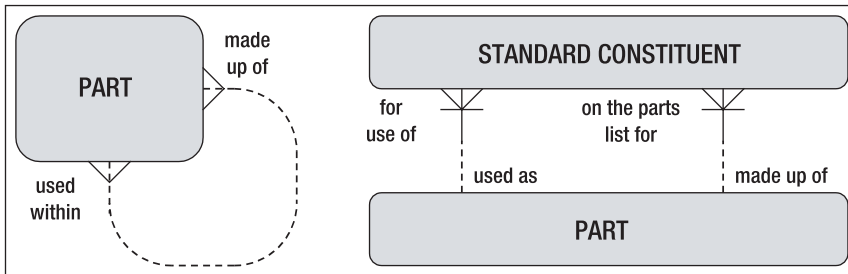 PART
made
up of
used
within
STANDARD CONSTITUENT
for
use of
on the parts
list for
used as
made up of
PART